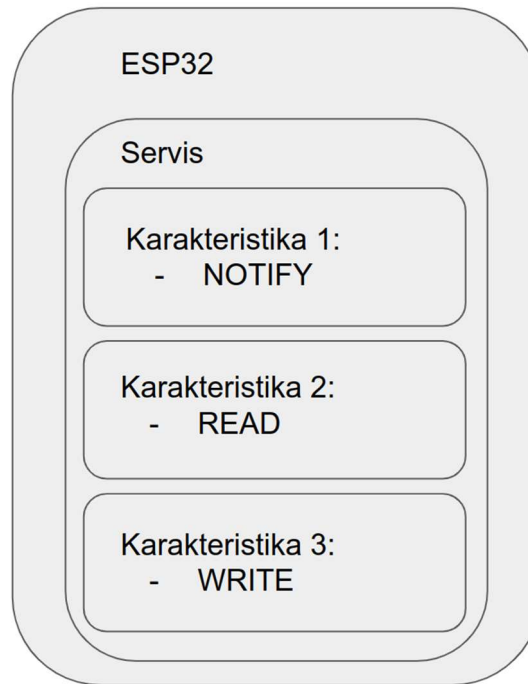 ESP32
Servis
Karakteristika 1:
- NOTIFY
Karakteristika 2:
- READ
Karakteristika 3:
- WRITE